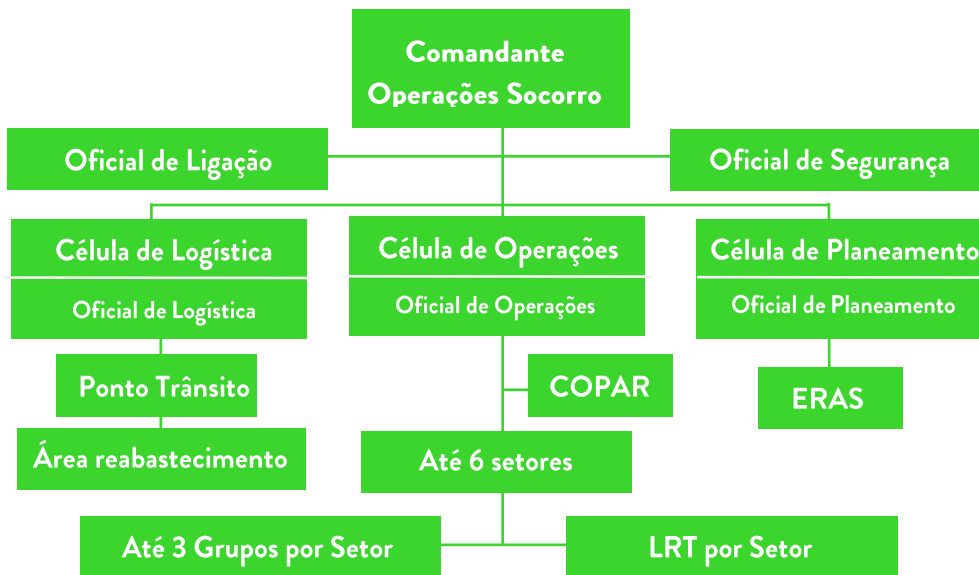 Comandante
Operações Socorro
Oficial de Ligação
Oficial de Segurança
Célula de Logística
Oficial de Logística
Célula de Operações
Oficial de Operações
Célula de Planeamento
Oficial de Planeamento
Ponto Trânsito
COPAR
ERAS
Área reabastecimento
Até 6 setores
Até 3 Grupos por Setor
LRT por Setor